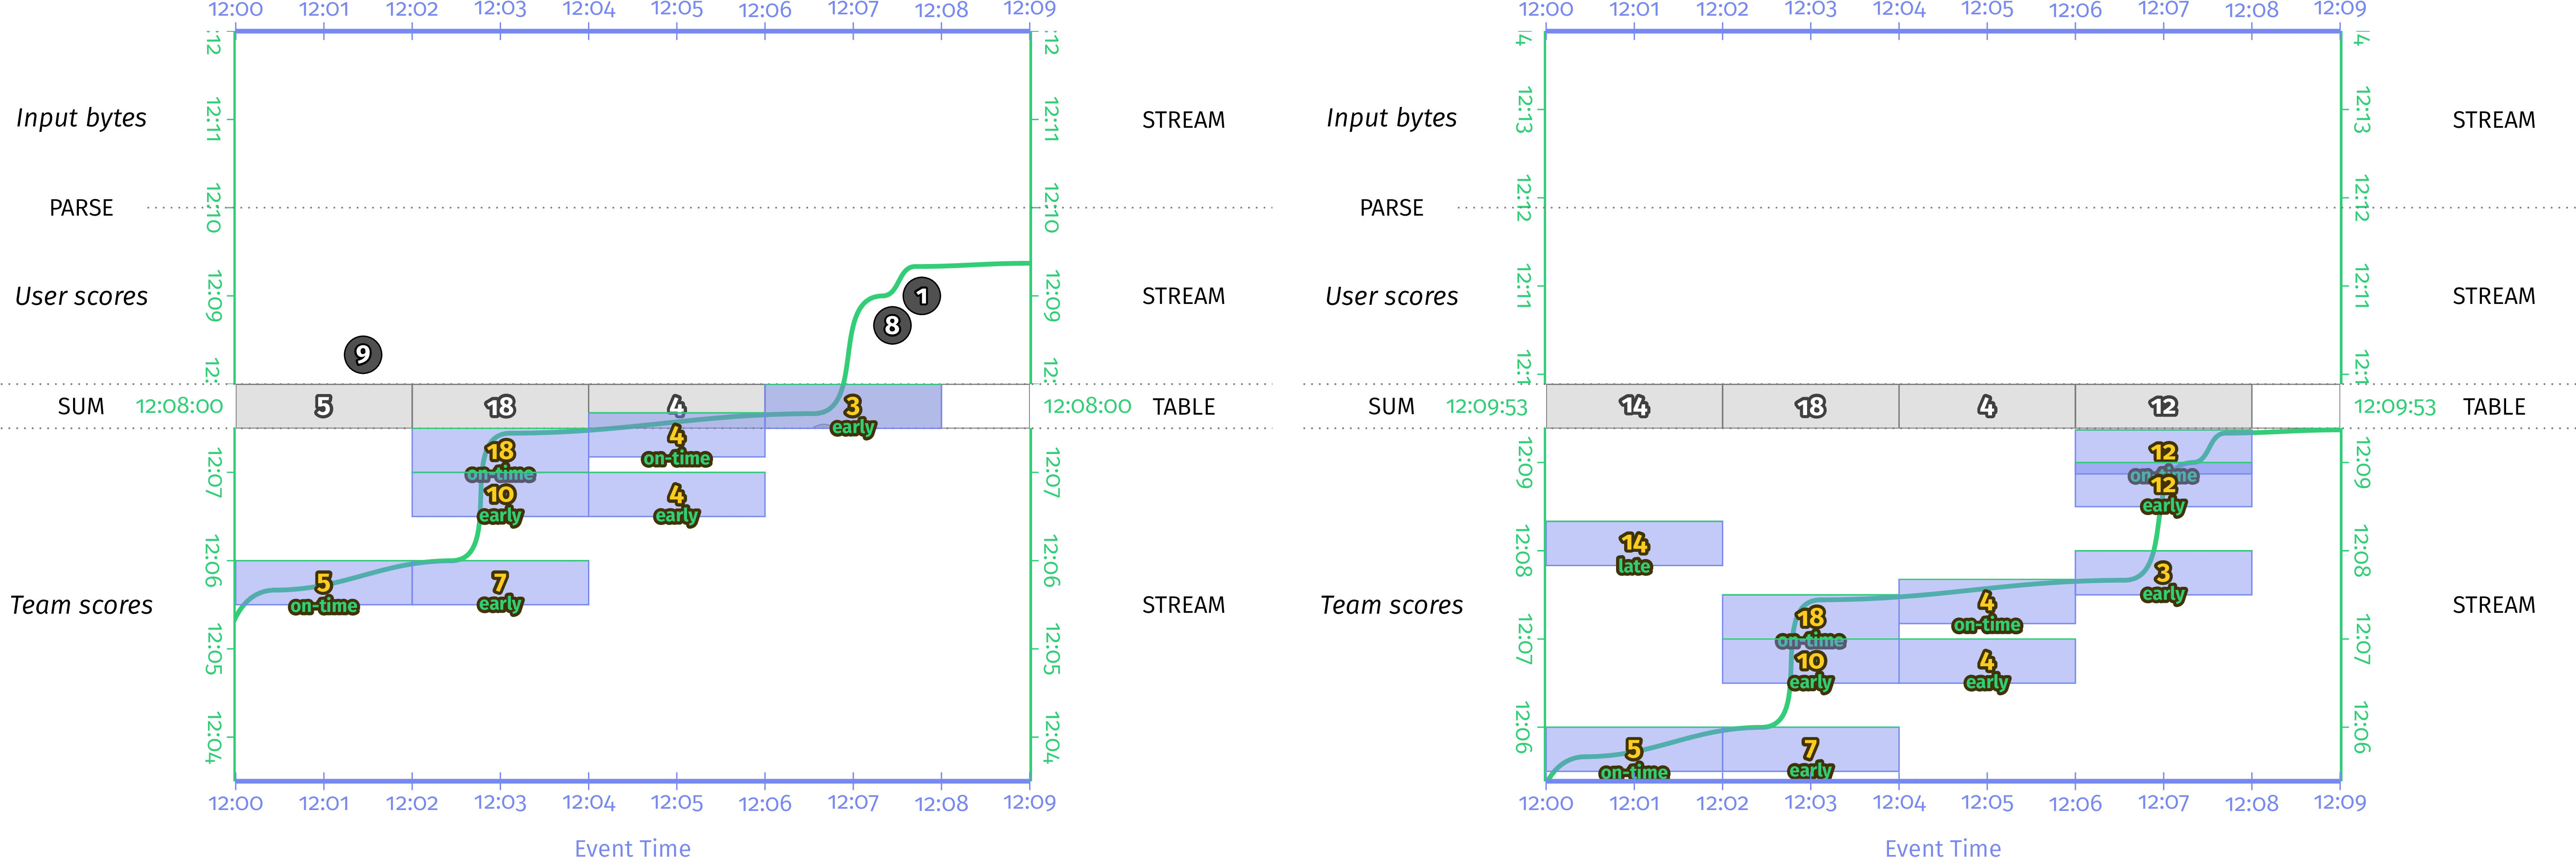 12:00 12:01 12:02 12:03 12:04 12:05 12:06 12:07 12:08 12:09
:12 :12
Input bytes STREAM
12:11 12:11
PARSE
12:10 12:10
User scores STREAM
12:09 12:09
1
8
9
12: 12:
SUM 12:08:00 5 18 4 3 12:08:00 TABLE
early
18 4
on-time on-time
12:07 12:07
10 4
early early
12:06 12:06
5 7
on-time early
Team scores STREAM
12:05 12:05
12:04 12:04
12:00 12:01 12:02 12:03 12:04 12:05 12:06 12:07 12:08 12:09
Event Time
12:00 12:01 12:02 12:03 12:04 12:05 12:06 12:07 12:08 12:09
Input bytes STREAM
12:13 12:13
PARSE
12:12 12:12
User scores STREAM
12:11 12:11
12:1 12:1
SUM 12:09:53 14 18 4 12 12:09:53 TABLE
12
on-time
12:09 12:09
12
early
14
late
12:08 12:08
3
early
Team scores STREAM
18 4
on-time on-time
12:07 12:07
10 4
early early
12:06 12:06
5 7
on-time early
12:00 12:01 12:02 12:03 12:04 12:05 12:06 12:07 12:08 12:09
Event Time